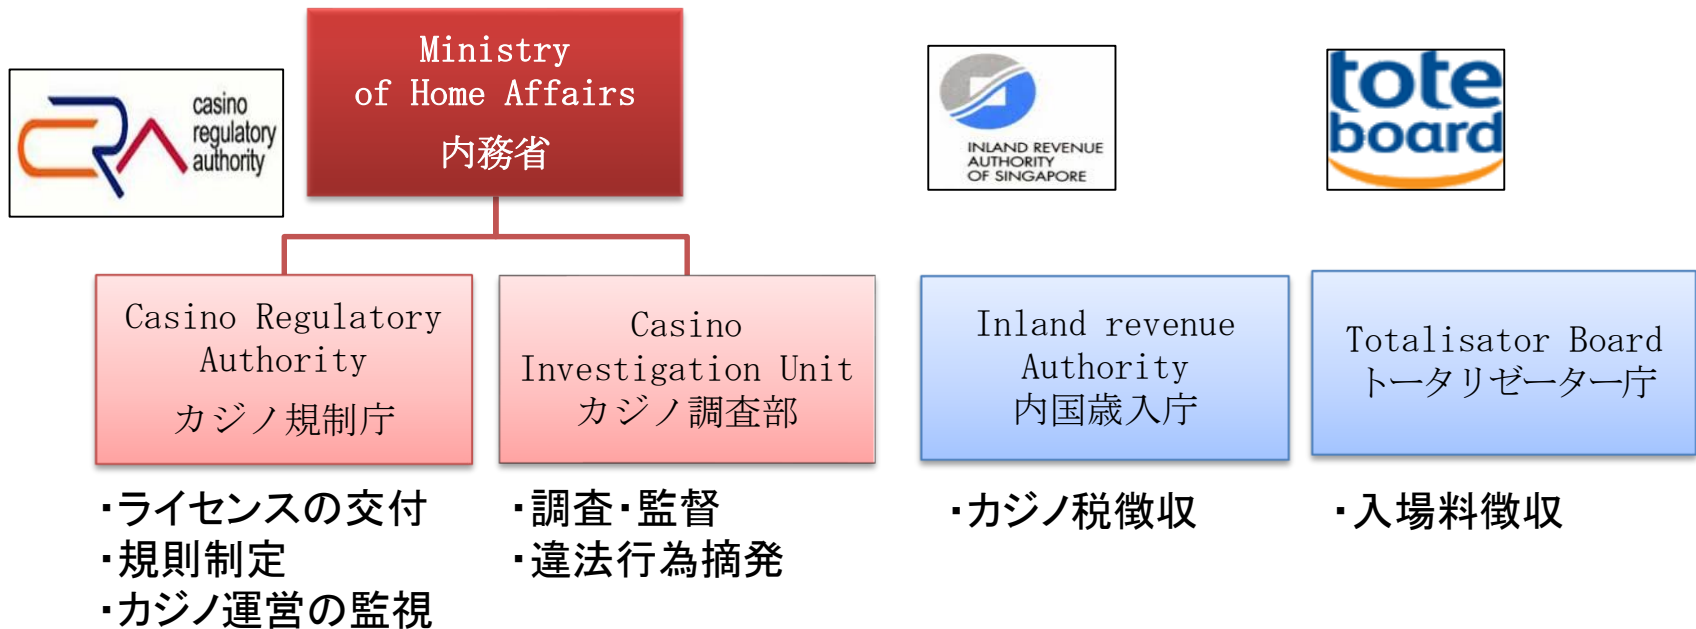 casino
regulatory
authority
Ministry
of Home Affairs
内務省
INLAND REVENUE
AUTHORITY
OF SINGAPORE
tote
board
Casino Regulatory
Authority
カジノ規制庁
・ライセンスの交付
・規則制定
・カジノ運営の監視
Casino
Investigation Unit
カジノ調査部
・調査・監督
・違法行為摘発
Inland revenue
Authority
内国歳入庁
・カジノ税徴収
Totalisator Board
トータリゼーター庁
・入場料徴収